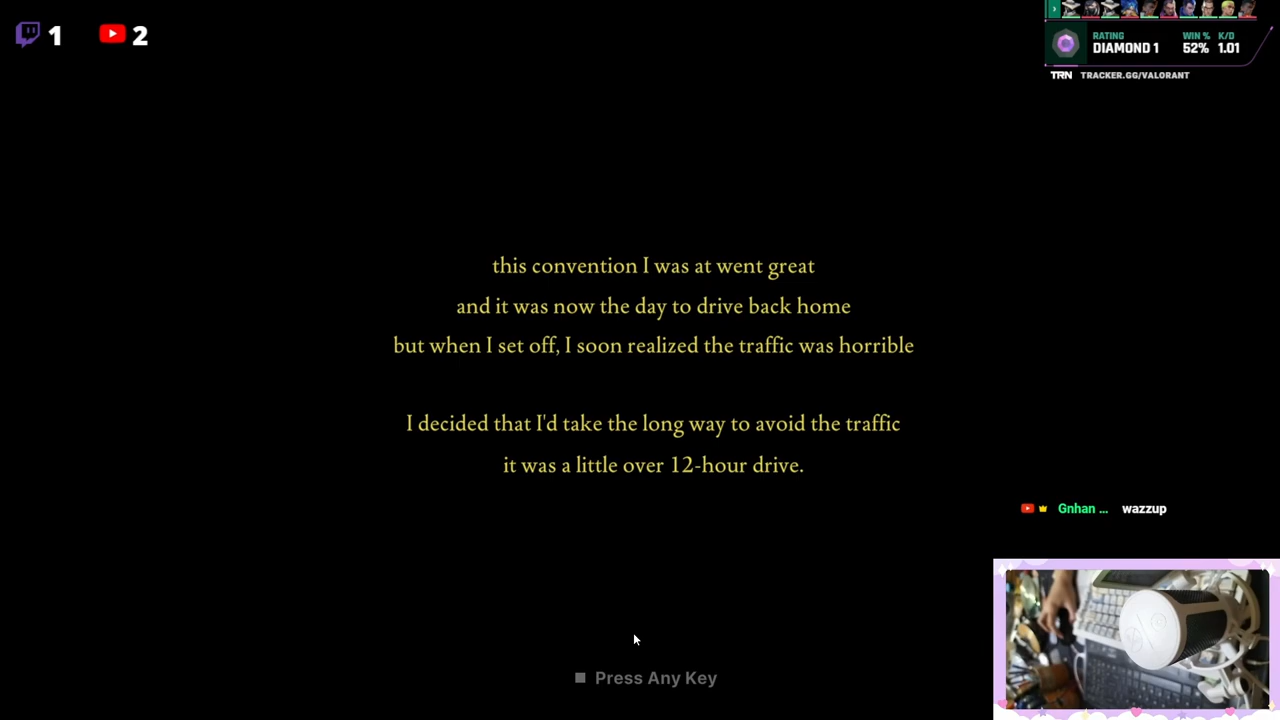 1
2
RATING
DIAMOND 1
WIN %
52%
K/D
1.01
TRN TRACKER.GG/VALORANT
this convention I was at went great
and it was now the day to drive back home
but when I set off, I soon realized the traffic was horrible
I decided that I'd take the long way to avoid the traffic
it was a little over 12-hour drive.
Gnhan ... wazzup
Press Any Key